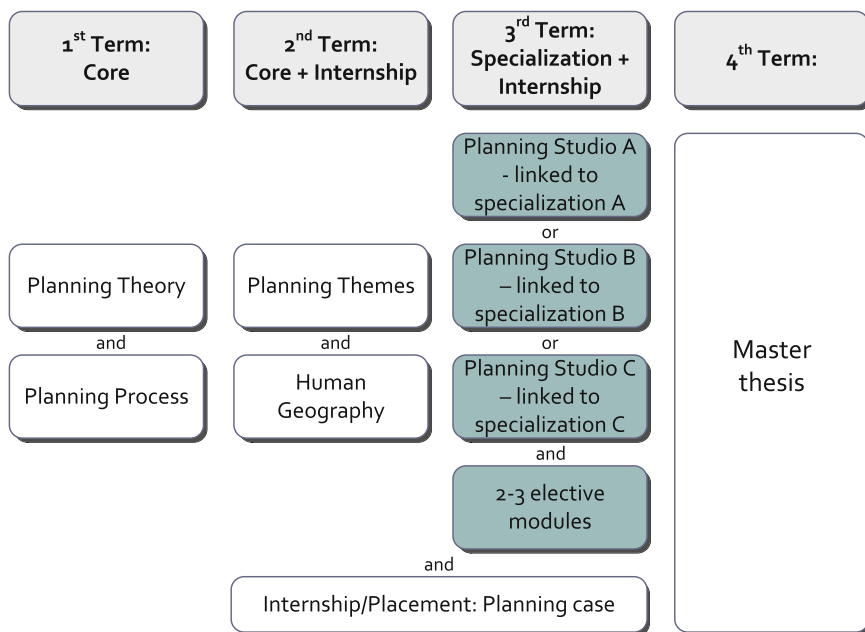 1st Term:
Core
2nd Term:
Core + Internship
3rd Term:
Specialization +
Internship
4th Term:
Planning Studio A
- linked to
specialization A
or
Planning Theory
Planning Themes
Planning Studio B
– linked to
specialization B
and
and
or
Planning Process
Human
Geography
Planning Studio C
– linked to
specialization C
and
2-3 elective
modules
and
Internship/Placement: Planning case
Master
thesis